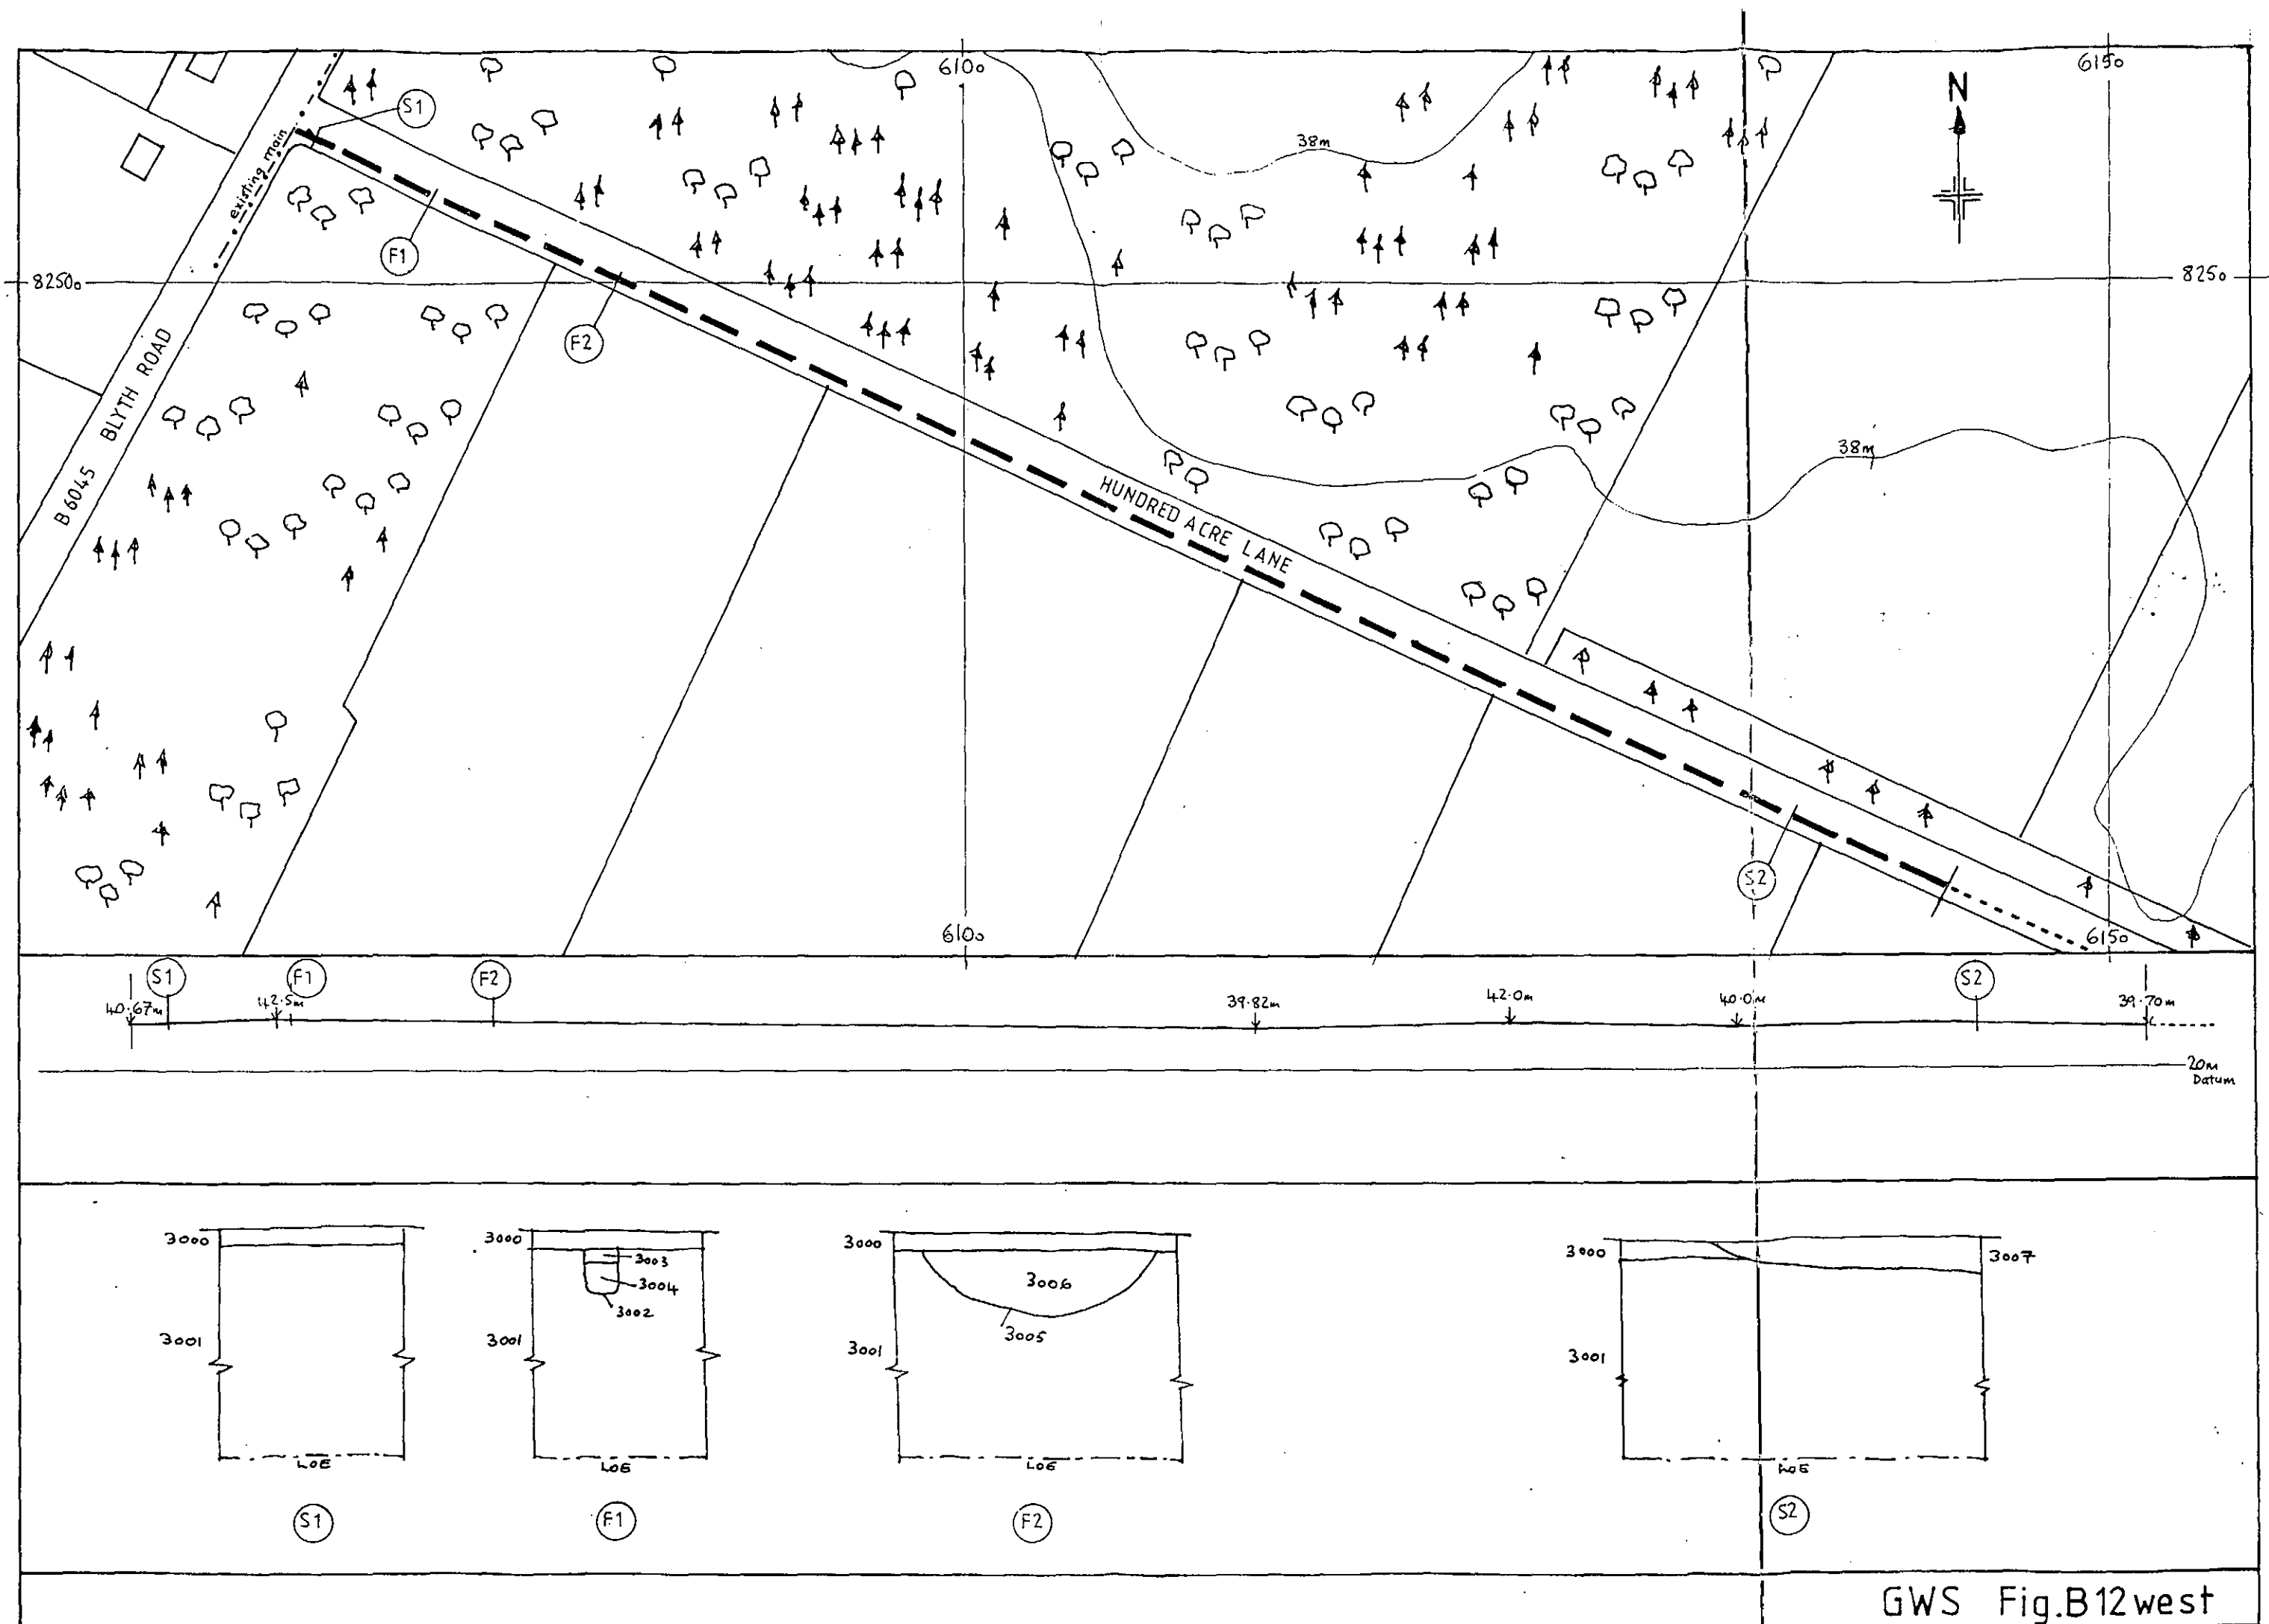 6100
6150
N
S1
existing main
38m
F1
8250
8250
F2
B6045 BLYTH ROAD
38m
HUNDRED ACRE LANE
S2
6100
6150
S1
F1
F2
S2
40.67m
42.5m
39.82m
42.0m
40.0m
39.70m
20m
Datum
3000
3001
LOE
S1
3000
3003
3004
3002
3001
LOE
F1
3000
3006
3005
3001
LOE
F2
3000
3007
3001
LOE
S2
GWS Fig.B12west